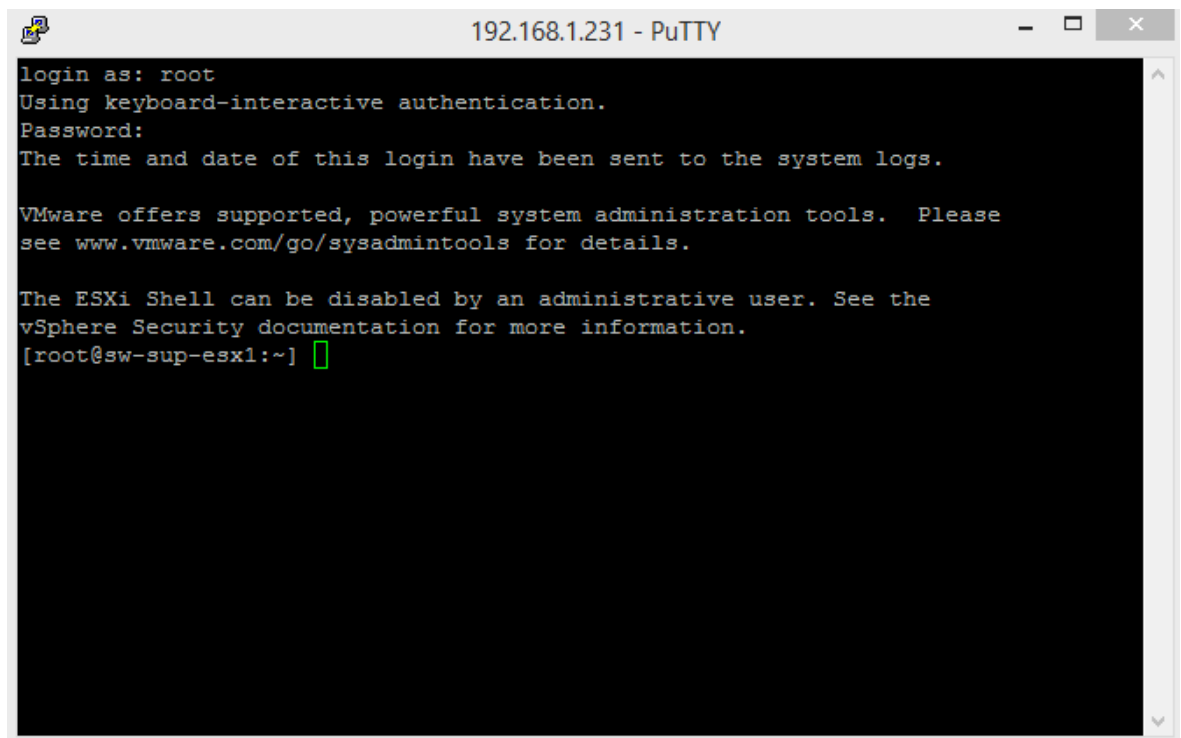 192.168.1.231 - PuTTY
login as: root
Using keyboard-interactive authentication.
Password:
The time and date of this login have been sent to the system logs.
VMware offers supported, powerful system administration tools.  Please
see www.vmware.com/go/sysadmintools for details.
The ESXi Shell can be disabled by an administrative user. See the
vSphere Security documentation for more information.
[root@sw-sup-esx1:~]